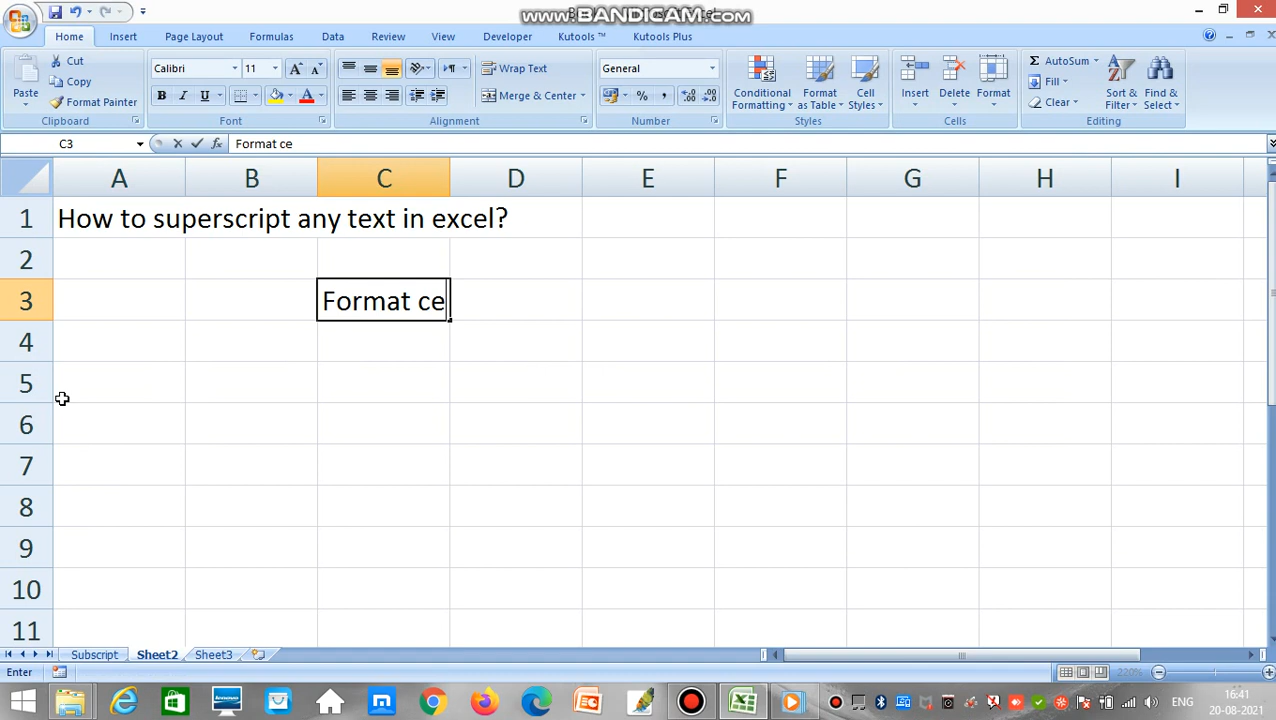 www.BANDICAM.com
Home Insert Page Layout Formulas Data Review View Developer Kutools ™ Kutools Plus
Paste Cut Copy Format Painter Clipboard
Calibri 11 A A B I U A Font
Wrap Text Merge & Center Alignment
General % , Number
Conditional Formatting Format as Table Cell Styles Styles
Insert Delete Format Cells
Σ AutoSum Fill Clear Sort & Filter Find & Select Editing
C3 fx Format ce
A B C D E F G H I
1 How to superscript any text in excel?
2
3 Format ce
4
5
6
7
8
9
10
11
Subscript Sheet2 Sheet3
Enter 220%
ENG 16:41
20-08-2021